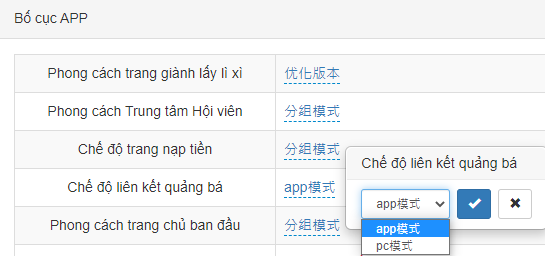 Bố cục APP
Phong cách trang giành lấy lì xì 优化版本
Phong cách Trung tâm Hội viên 分組模式
Chế độ trang nạp tiền 分組模式
Chế độ liên kết quảng bá
Chế độ liên kết quảng bá app模式
app模式
app模式
pc模式
Phong cách trang chủ ban đầu 分組模式